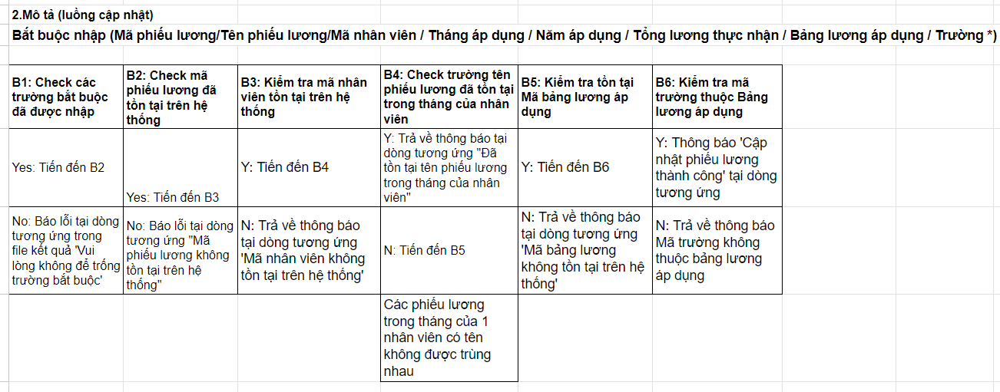 2.Mô tả (luồng cập nhật)
Bắt buộc nhập (Mã phiếu lương/Tên phiếu lương/Mã nhân viên / Tháng áp dụng / Năm áp dụng / Tổng lương thực nhận / Bảng lương áp dụng / Trường *)
B1: Check các
trường bắt buộc
đã được nhập
B2: Check mã
phiếu lương đã
tồn tại trên hệ
thống
B3: Kiểm tra mã nhân
viên tồn tại trên hệ
thống
B4: Check trường tên
phiếu lương đã tồn tại
trong tháng của nhân
viên
B5: Kiểm tra tồn tại
Mã bảng lương áp
dụng
B6: Kiểm tra mã
trường thuộc Bảng
lương áp dụng
Yes: Tiến đến B2
Yes: Tiến đến B3
Y: Tiến đến B4
Y: Trả về thông báo tại
dòng tương ứng "Đã
tồn tại tên phiếu lương
trong tháng của nhân
viên"
Y: Tiến đến B6
Y: Thông báo 'Cập
nhật phiếu lương
thành công' tại dòng
tương ứng
No: Báo lỗi tại dòng
tương ứng trong
file kết quả 'Vui
lòng không để trống
trường bắt buộc'
No: Báo lỗi tại dòng
tương ứng "Mã
phiếu lương không
tồn tại trên hệ
thống"
N: Trả về thông báo
tại dòng tương ứng
'Mã nhân viên không
tồn tại trên hệ thống'
N: Tiến đến B5
N: Trả về thông báo
tại dòng tương ứng
'Mã bảng lương
không tồn tại trên hệ
thống'
N: Trả về thông báo
Mã trường không
thuộc bảng lương
áp dụng
Các phiếu lương
trong tháng của 1
nhân viên có tên
không được trùng
nhau